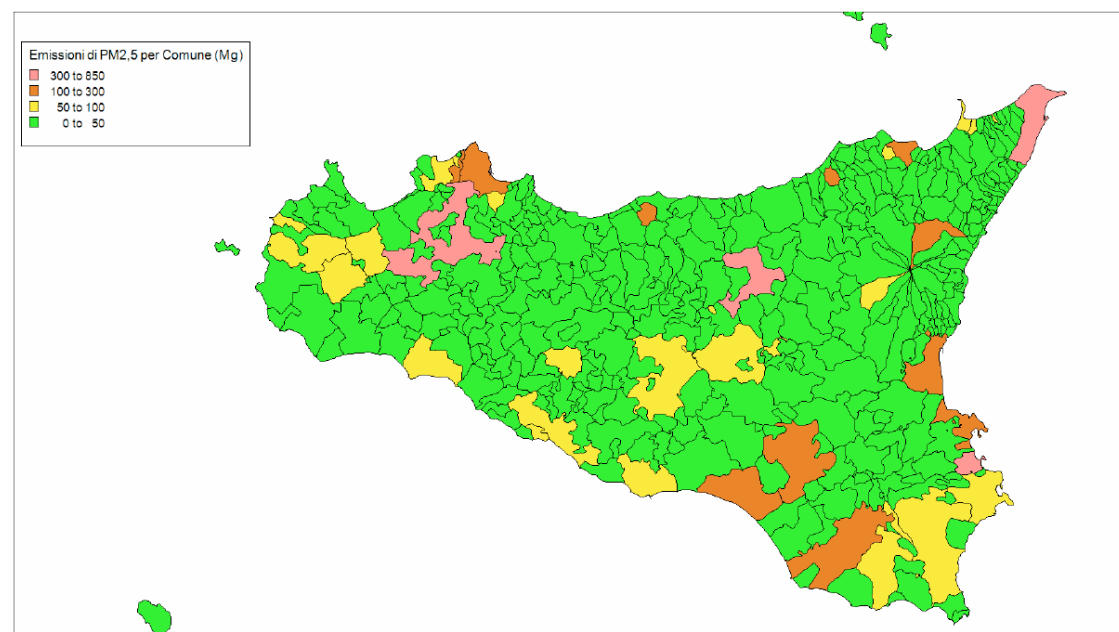 Emissioni di PM2,5 per Comune (Mg)
300 to 850
100 to 300
50 to 100
0 to 50